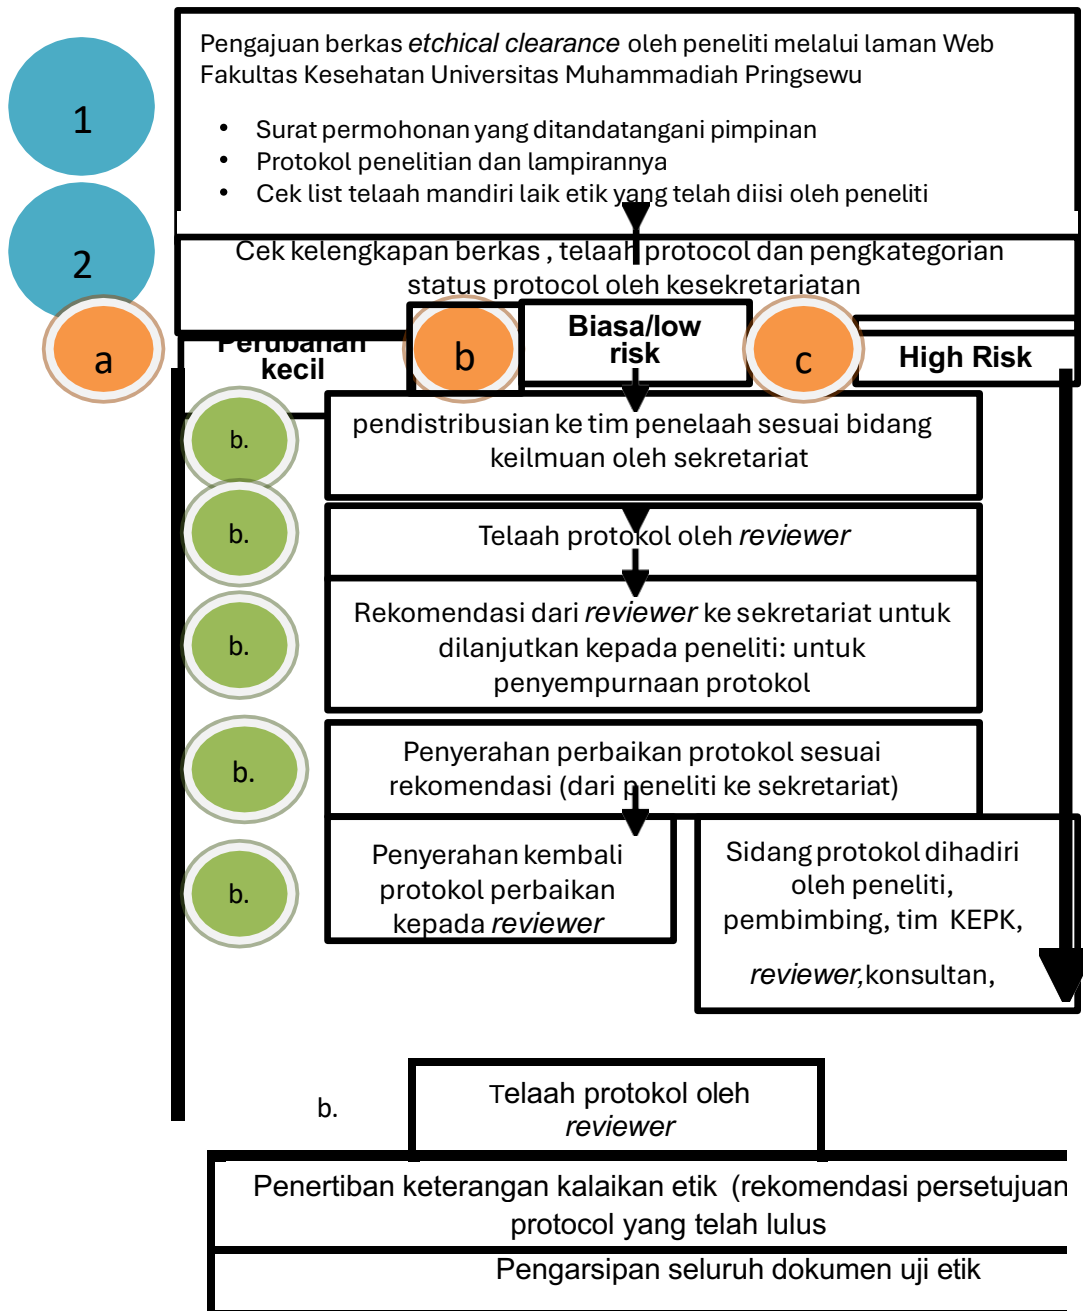 1
Pengajuan berkas etchical clearance oleh peneliti melalui laman Web
Fakultas Kesehatan Universitas Muhammadiyah Pringsewu
• Surat permohonan yang ditandatangani pimpinan
• Protokol penelitian dan lampirannya
• Cek list telaah mandiri laik etik yang telah diisi oleh peneliti
2
Cek kelengkapan berkas , telaah protocol dan pengkategorian
status protocol oleh kesekretariatan
a
Perubahan
kecil
b
Biasa/low
risk
c
High Risk
b.
pendistribusian ke tim penelaah sesuai bidang
keilmuan oleh sekretariat
b.
Telaah protokol oleh reviewer
b.
Rekomendasi dari reviewer ke sekretariat untuk
dilanjutkan kepada peneliti: untuk
penyempurnaan protokol
b.
Penyerahan perbaikan protokol sesuai
rekomendasi (dari peneliti ke sekretariat)
b.
Penyerahan kembali
protokol perbaikan
kepada reviewer
Sidang protokol dihadiri
oleh peneliti,
pembimbing, tim KEPK,
reviewer,konsultan,
b.
Telaah protokol oleh
reviewer
Penertiban keterangan kalaikan etik (rekomendasi persetujuan
protocol yang telah lulus
Pengarsipan seluruh dokumen uji etik